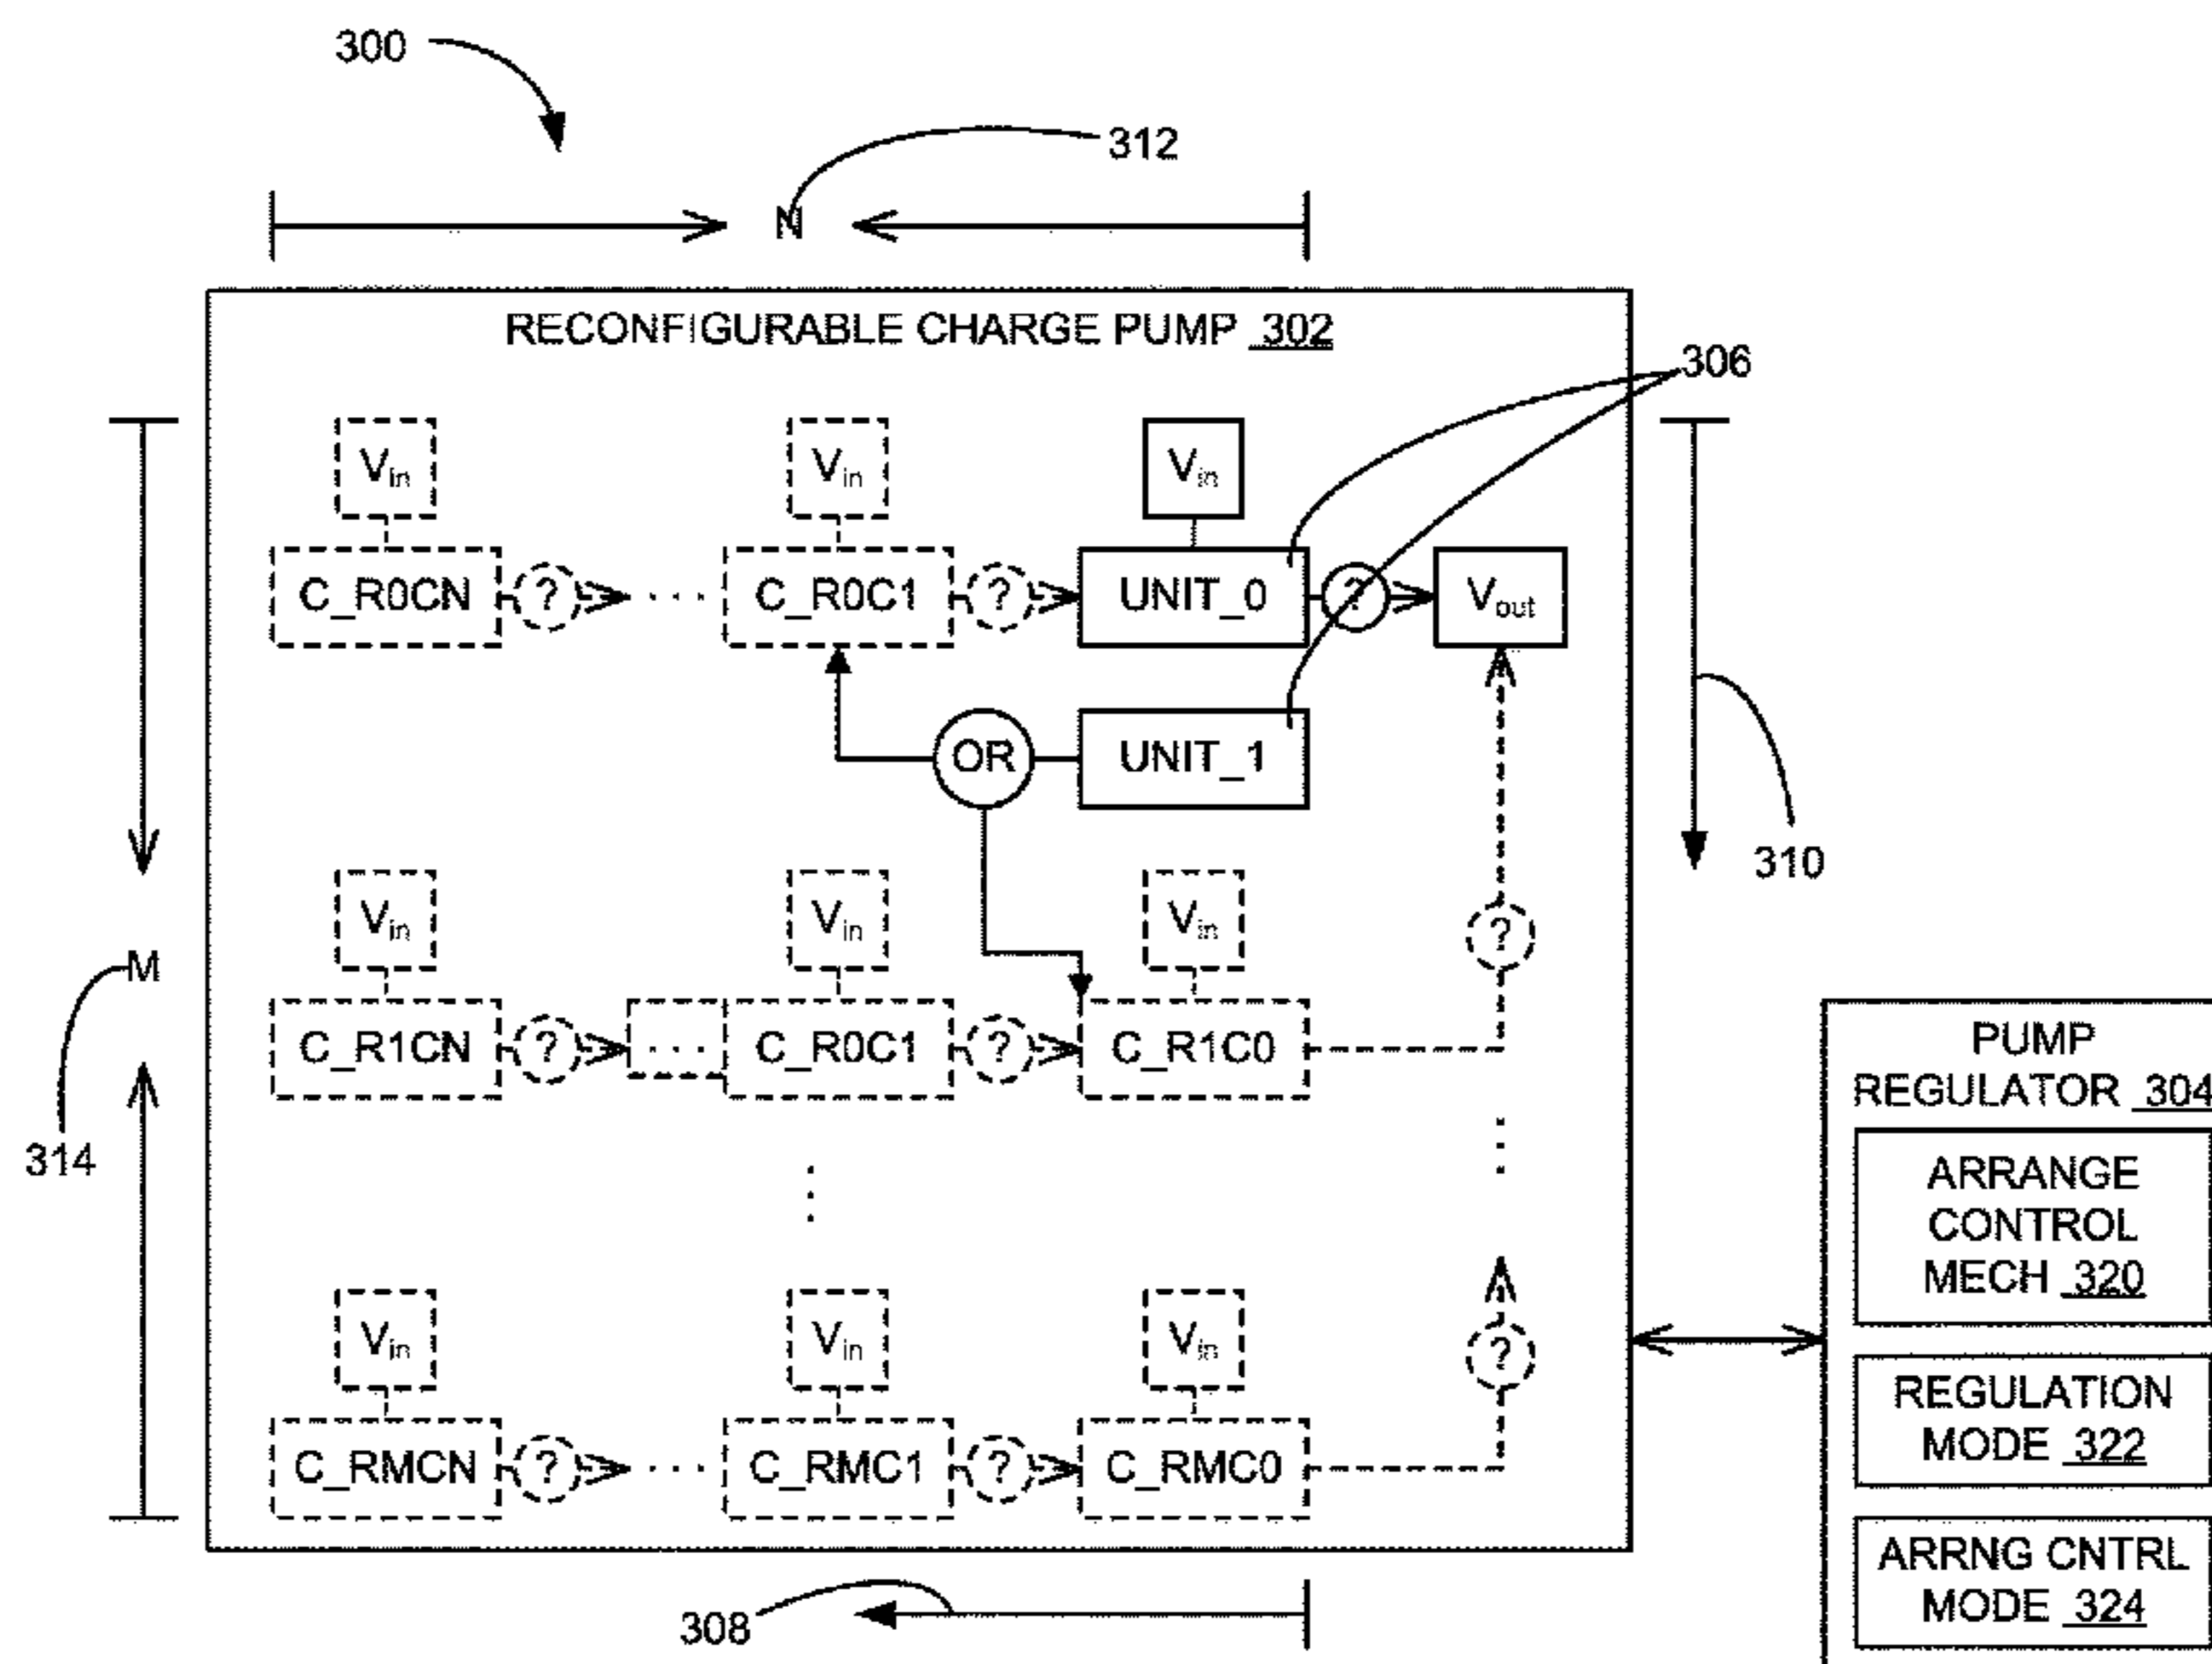 300
312
N
RECONFIGURABLE CHARGE PUMP 302
306
Vin Vin Vin
C_R0CN ? ... C_R0C1 ? UNIT_0 ? Vout
OR UNIT_1
310
Vin Vin Vin
?
M
C_R1CN ? ... C_R0C1 ? C_R1C0
314
PUMP
REGULATOR 304
ARRANGE
CONTROL
MECH 320
Vin Vin Vin
?
REGULATION
MODE 322
C_RMCN ? ... C_RMC1 ? C_RMC0
ARRNG CNTRL
MODE 324
308